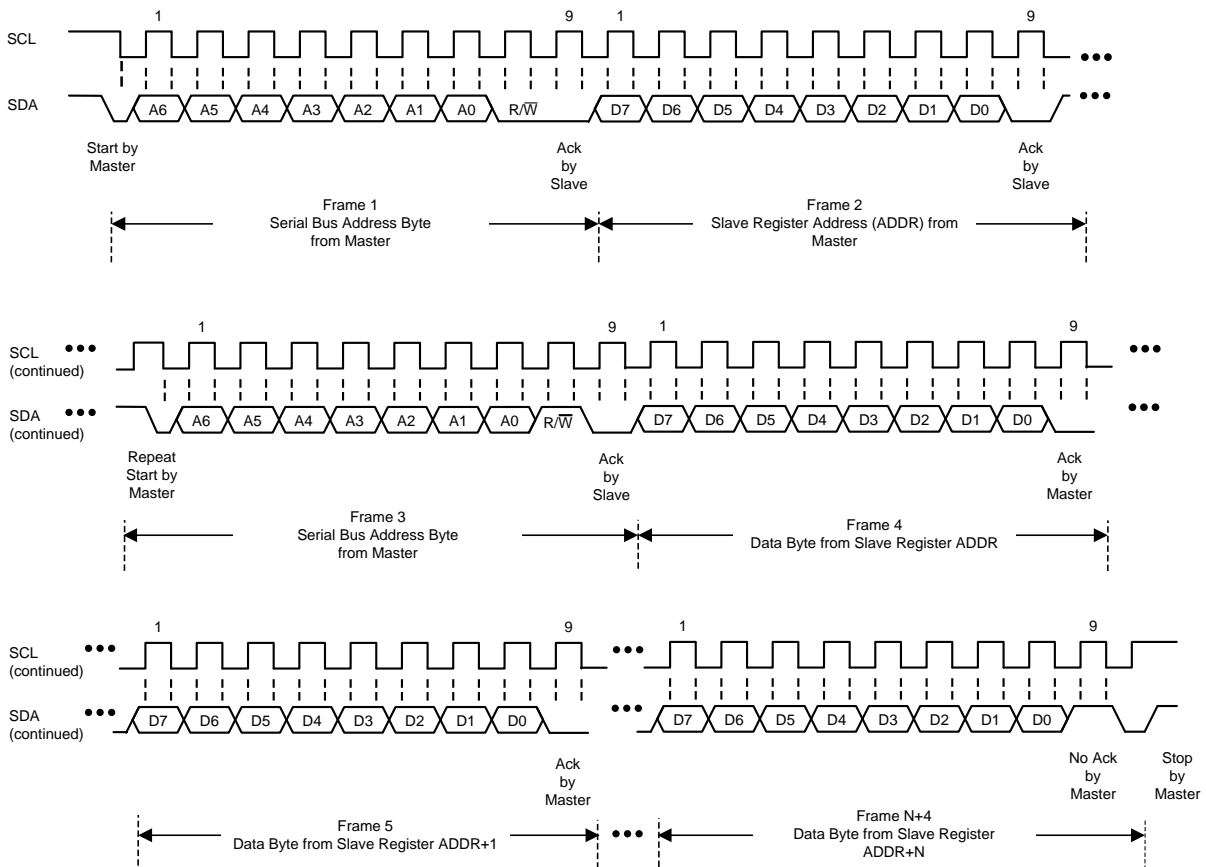 1 9 1 9
SCL
SDA
A6 A5 A4 A3 A2 A1 A0 R/W̅ D7 D6 D5 D4 D3 D2 D1 D0
Start by
Master
Ack
by
Slave
Ack
by
Slave
Frame 1
Serial Bus Address Byte
from Master
Frame 2
Slave Register Address (ADDR) from
Master
1 9 1 9
SCL
(continued)
SDA
(continued)
A6 A5 A4 A3 A2 A1 A0 R/W̅ D7 D6 D5 D4 D3 D2 D1 D0
Repeat
Start by
Master
Ack
by
Slave
Ack
by
Master
Frame 3
Serial Bus Address Byte
from Master
Frame 4
Data Byte from Slave Register ADDR
1 9 1 9
SCL
(continued)
SDA
(continued)
D7 D6 D5 D4 D3 D2 D1 D0 D7 D6 D5 D4 D3 D2 D1 D0
Ack
by
Master
No Ack
by
Master
Stop
by
Master
Frame 5
Data Byte from Slave Register ADDR+1
Frame N+4
Data Byte from Slave Register
ADDR+N